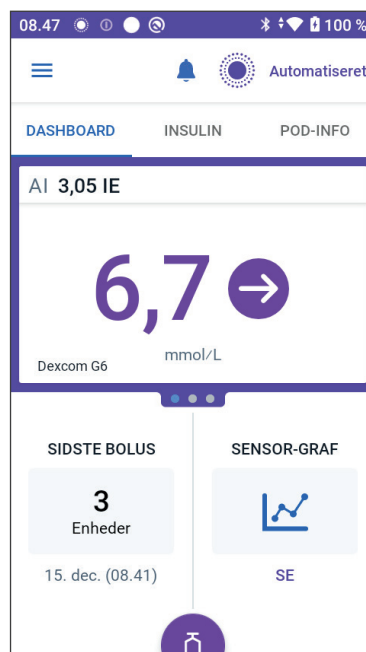 08.47 100 %
Automatiseret
DASHBOARD INSULIN POD-INFO
AI 3,05 IE
6,7
mmol/L
Dexcom G6
SIDSTE BOLUS SENSOR-GRAF
3
Enheder
15. dec. (08.41) SE